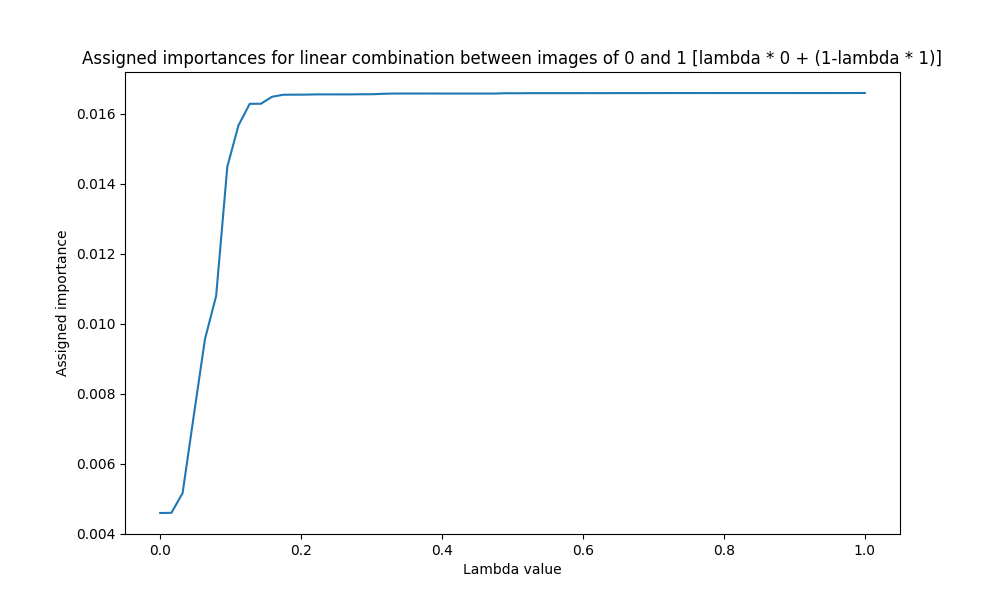 Assigned importances for linear combination between images of 0 and 1 [lambda * 0 + (1-lambda * 1)]
0.016
0.014
0.012
0.010
0.008
0.006
0.004
Assigned importance
0.0 0.2 0.4 0.6 0.8 1.0
Lambda value